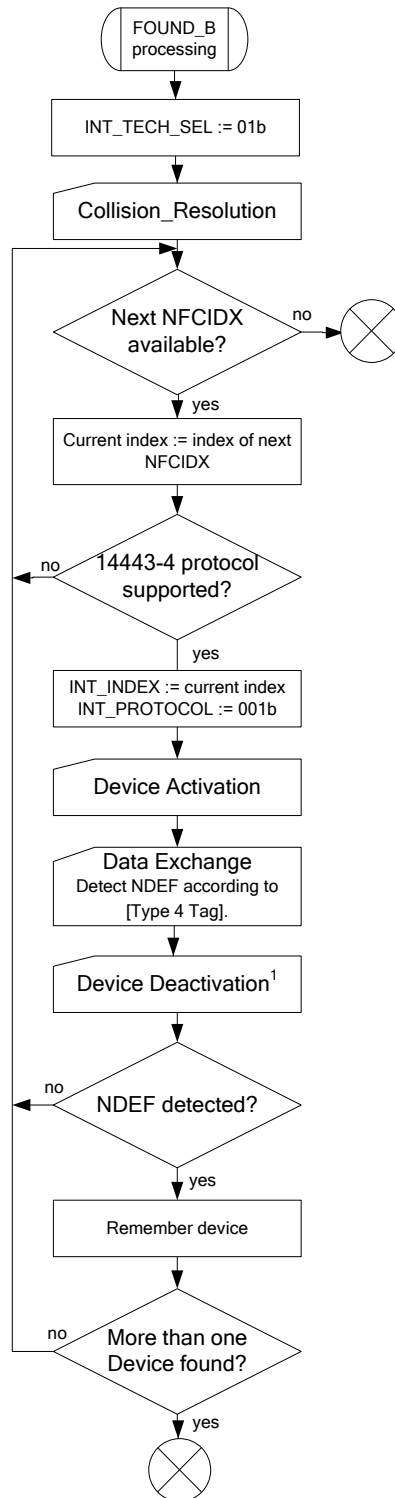 FOUND_B
processing
INT_TECH_SEL := 01b
Collision_Resolution
Next NFCIDX
available?
no
yes
Current index := index of next
NFCIDX
14443-4 protocol
supported?
no
yes
INT_INDEX := current index
INT_PROTOCOL := 001b
Device Activation
Data Exchange
Detect NDEF according to
[Type 4 Tag].
Device Deactivation1
NDEF detected?
no
yes
Remember device
More than one
Device found?
no
yes